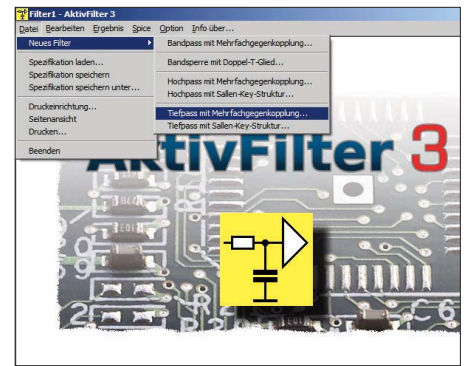 Filter1 - AktivFilter 3
Datei Bearbeiten Ergebnis Spice Option Info über...
Neues Filter
Spezifikation laden...
Spezifikation speichern
Spezifikation speichern unter...
Druckeinrichtung...
Seitenansicht
Drucken...
Beenden
Bandpass mit Mehrfachgegenkopplung...
Bandsperre mit Doppel-T-Glied...
Hochpass mit Mehrfachgegenkopplung...
Hochpass mit Sallen-Key-Struktur...
Tiefpass mit Mehrfachgegenkopplung...
Tiefpass mit Sallen-Key-Struktur...
AktivFilter 3